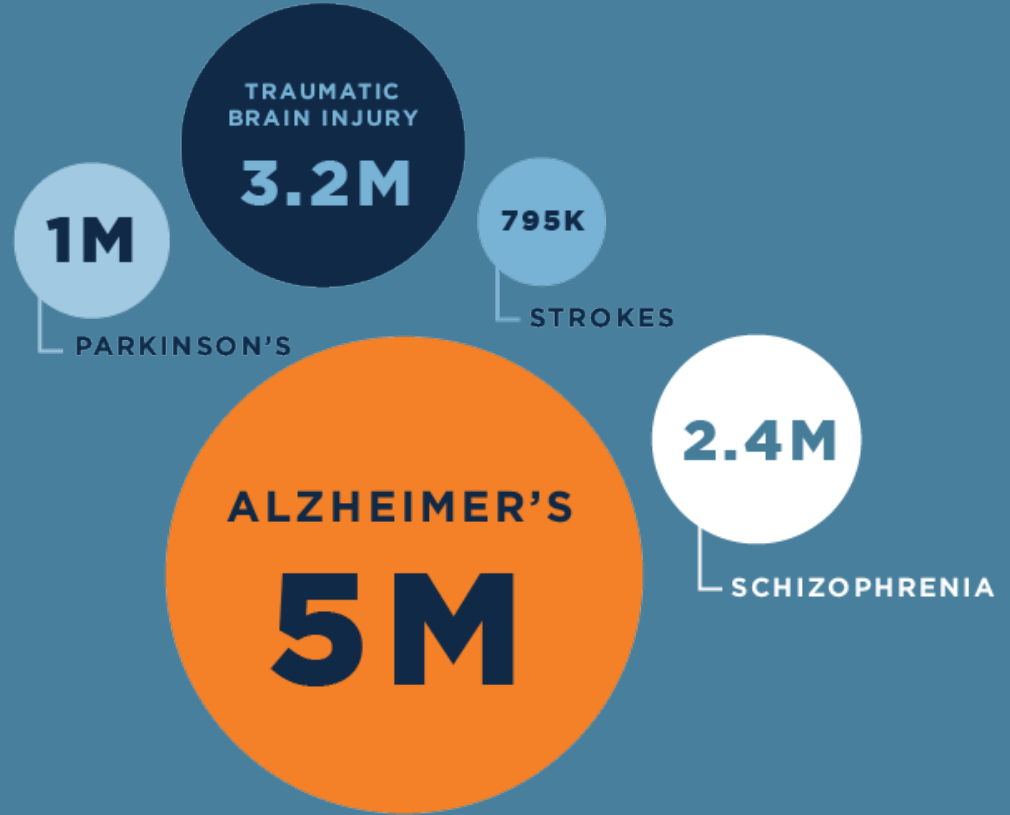 TRAUMATIC
BRAIN INJURY
3.2M
1M
PARKINSON’S
795K
STROKES
2.4M
SCHIZOPHRENIA
ALZHEIMER’S
5M